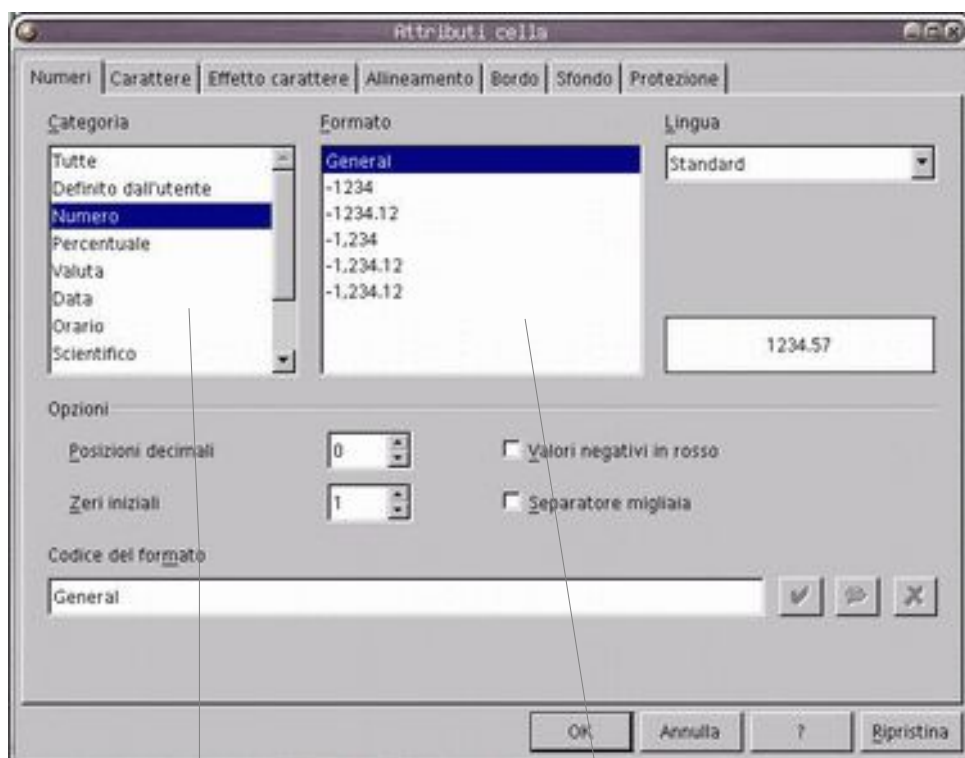 Attributi cella
Numeri Carattere Effetto carattere Allineamento Bordo Sfondo Protezione
Categoria
Tutte
Definito dall'utente
Numero
Percentuale
Valuta
Data
Orario
Scientifico
Formato
General
-1234
-1234.12
-1,234
-1,234.12
-1,234.12
Lingua
Standard
1234.57
Opzioni
Posizioni decimali 0
Valori negativi in rosso
Zeri iniziali 1
Separatore migliaia
Codice del formato
General
OK Annulla ? Ripristina